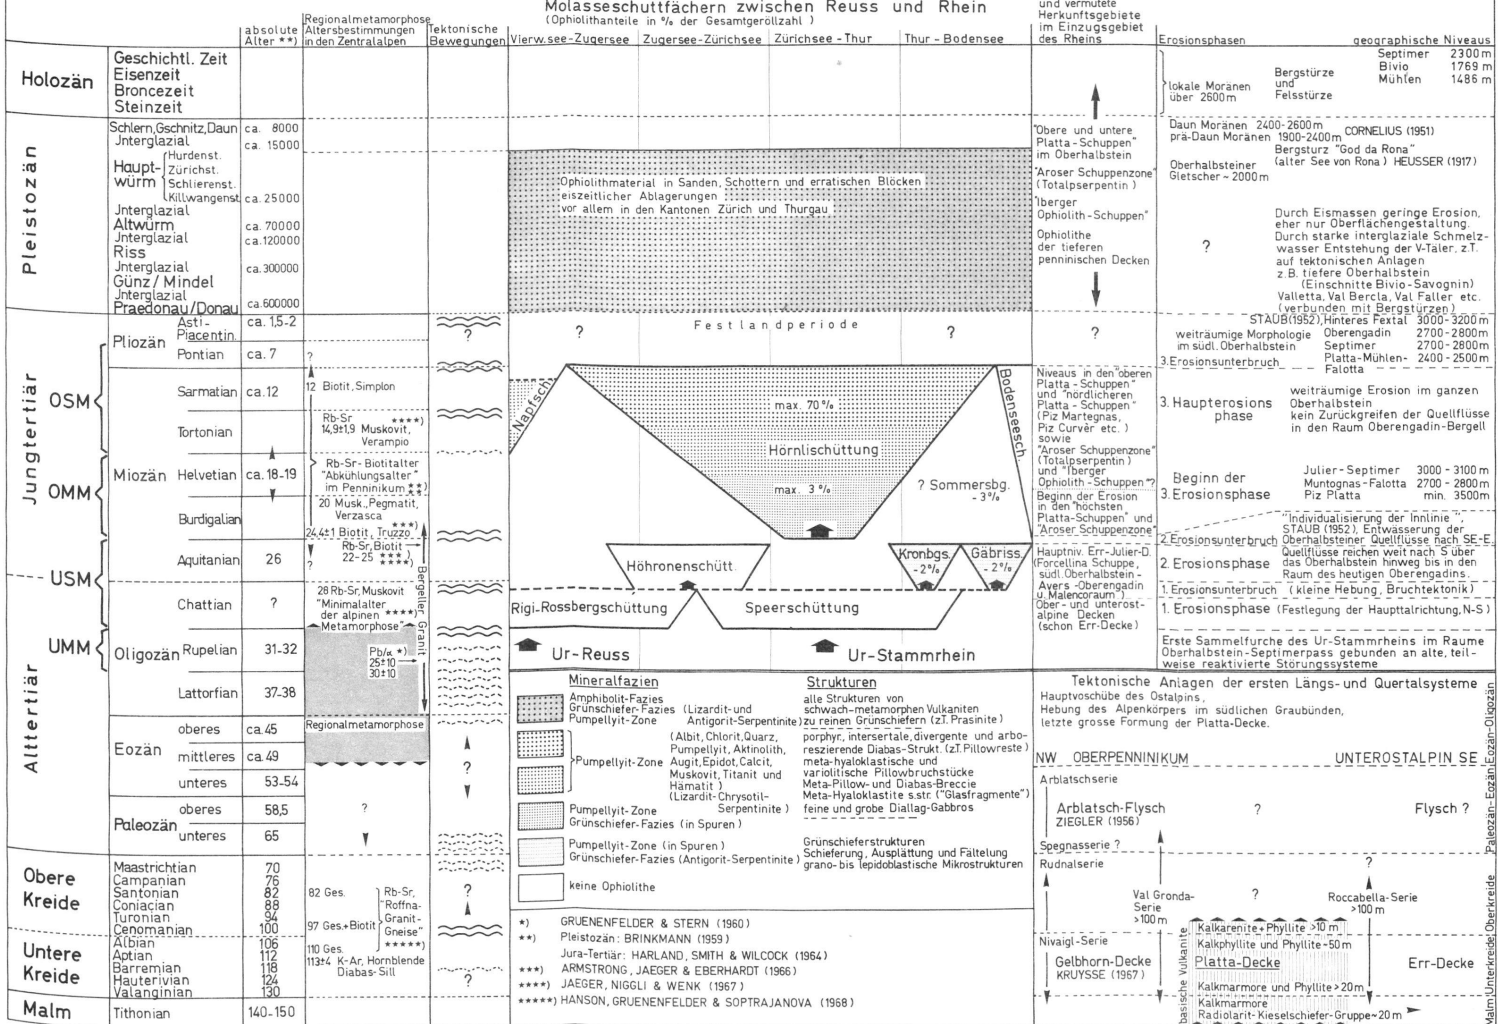 Molasseschuttfächern zwischen Reuss und Rhein
(Ophiolithanteile in % der Gesamtgeröllzahl )
absolute
Alter **)
Regionalmetamorphose
Altersbestimmungen
in den Zentralalpen
Tektonische
Bewegungen
Vierw.see-Zugersee
Zugersee-Zürichsee
Zürichsee - Thur
Thur - Bodensee
und vermutete
Herkunftsgebiete
im Einzugsgebiet
des Rheins
Erosionsphasen
geographische Niveaus
Holozän
Geschichtl. Zeit
Eisenzeit
Broncezeit
Steinzeit
lokale Moränen
über 2600m
Bergstürze
und
Felsstürze
Septimer 2300m
Bivio 1769 m
Mühlen 1486m
Pleistozän
Schlern,Gschnitz,Daun
Jnterglazial
Haupt-
würm
Hurdenst.
Zürichst.
Schlierenst.
Killwangenst.
Jnterglazial
Altwürm
Jnterglazial
Riss
Jnterglazial
Günz/ Mindel
Jnterglazial
Praedonau/Donau
ca. 8000
ca. 15000
ca. 25000
ca. 70000
ca.120000
ca.300000
ca.600000
Ophiolithmaterial in Sanden, Schottern und erratischen Blöcken
eiszeitlicher Ablagerungen
vor allem in den Kantonen Zürich und Thurgau
"Obere und untere
Platta-Schuppen"
im Oberhalbstein
"Aroser Schuppenzone"
(Totalpserpentin )
"Iberger
Ophiolith-Schuppen"
Ophiolithe
der tieferen
penninischen Decken
Daun Moränen 2400-2600m
prä-Daun Moränen 1900-2400m CORNELIUS (1951)
Bergsturz "God da Rona"
(alter See von Rona ) HEUSSER (1917)
Oberhalbsteiner
Gletscher ~ 2000m
?
Durch Eismassen geringe Erosion,
eher nur Oberflächengestaltung.
Durch starke interglaziale Schmelz-
wasser Entstehung der V-Täler, z.T.
auf tektonischen Anlagen
z.B. tiefere Oberhalbstein
(Einschnitte Bivio-Savognin)
Valletta, Val Bercla, Val Faller etc.
(verbunden mit Bergstürzen)
Jungtertiär
Pliozän
Asti-
Piacentin.
Pontian
ca. 1,5-2
ca. 7
?
?
?
Festlandperiode
?
?
STAUB(1952),Hinteres Fextal 3000-3200m
weiträumige Morphologie
im südl. Oberhalbstein
Oberengadin 2700-2800m
Septimer 2700-2800m
Platta-Mühlen- 2400-2500m
Falotta
3.Erosionsunterbruch
OSM
Sarmatian
ca.12
12 Biotit, Simplon
Tortonian
Rb-Sr ****)
14,9±1,9 Muskovit,
Verampio
Napfsch.
max. 70%
Hörnlischüttung
max. 3 %
Bodenseesch.
? Sommersbg.
- 3%
Niveaus in den "oberen
Platta - Schuppen"
und "nördlicheren
Platta - Schuppen"
(Piz Martegnas,
Piz Curvèr etc. )
sowie
"Aroser Schuppenzone"
(Totalpserpentin )
und "Iberger
Ophiolith-Schuppen"?
3. Haupterosions
phase
weiträumige Erosion im ganzen
Oberhalbstein
kein Zurückgreifen der Quellflüsse
in den Raum Oberengadin-Bergell
Miozän
OMM
Helvetian
ca.18-19
Rb-Sr- Biotitalter
"Abkühlungsalter"
im Penninikum **)
Burdigalian
20 Musk., Pegmatit,
Verzasca
***)
24,4±1 Biotit, Truzzo
Beginn der Erosion
in den "höchsten
Platta-Schuppen" und
"Aroser Schuppenzone"
Beginn der
3.Erosionsphase
Julier-Septimer 3000 - 3100m
Muntognas-Falotta 2700 - 2800m
Piz Platta min. 3500m
"Individualisierung der Innlinie ",
STAUB (1952), Entwässerung der
2.Erosionsunterbruch Oberhalbsteiner Quellflüsse nach SE-E.
USM
Aquitanian
26
Rb-Sr,Biotit
22-25 ****)
?
Höhronenschütt.
Kronbgs.
-2%
Gäbriss.
-2%
Hauptniv. Err-Julier-D.
(Forcellina Schuppe,
südl. Oberhalbstein -
Avers -Oberengadin
u. Malencoraum )
Ober - und unterost-
alpine Decken
(schon Err-Decke)
2. Erosionsphase
Quellflüsse reichen weit nach S über
das Oberhalbstein hinweg bis in den
Raum des heutigen Oberengadins.
1.Erosionsunterbruch ( kleine Hebung, Bruchtektonik)
Chattian
?
28 Rb-Sr, Muskovit
"Minimalalter
der alpinen ****)
Metamorphose"
Bergeller Granit
Rigi-Rossbergschüttung
Speerschüttung
1. Erosionsphase (Festlegung der Haupttalrichtung, N-S)
Alttertiär
UMM
Oligozän
Rupelian
31-32
Pb/α *)
25±10
30±10
Ur-Reuss
Ur-Stammrhein
Erste Sammelfurche des Ur-Stammrheins im Raume
Oberhalbstein-Septimerpass gebunden an alte, teil-
weise reaktivierte Störungssysteme
Lattorfian
37-38
Eozän
oberes
mittleres
unteres
ca.45
ca. 49
53-54
Regionalmetamorphose
?
Paleozän
oberes
unteres
58,5
65
?
Mineralfazien
Amphibolit-Fazies
Grünschiefer-Fazies (Lizardit-und
Pumpellyit-Zone Antigorit-Serpentinite)
Pumpellyit-Zone
(Albit, Chlorit, Quarz,
Pumpellyit, Aktinolith,
Augit, Epidot, Calcit,
Muskovit, Titanit und
Hämatit )
(Lizardit-Chrysotil-
Serpentinite )
Pumpellyit-Zone
Grünschiefer-Fazies (in Spuren )
Pumpellyit-Zone (in Spuren )
Grünschiefer-Fazies (Antigorit-Serpentinite)
keine Ophiolithe
Strukturen
alle Strukturen von
schwach-metamorphen Vulkaniten
zu reinen Grünschiefern (z.T. Prasinite )
porphyr, intersertale, divergente und arbo-
reszierende Diabas-Strukt. (z.T. Pillowreste )
meta-hyaloklastische und
variolitische Pillowbruchstücke
Meta-Pillow- und Diabas-Breccie
Meta-Hyaloklastite s.str. ("Glasfragmente")
feine und grobe Diallag-Gabbros
Grünschieferstrukturen
Schieferung, Ausplättung und Fältelung
grano- bis lepidoblastische Mikrostrukturen
Tektonische Anlagen der ersten Längs- und Quertalsysteme
Hauptvorschübe des Ostalpins,
Hebung des Alpenkörpers im südlichen Graubünden,
letzte grosse Formung der Platta-Decke.
NW OBERPENNINIKUM
UNTEROSTALPIN SE
Arblatschserie
Arblatsch-Flysch
ZIEGLER (1956)
?
Flysch ?
Spegnasserie ?
Paleozän-Eozän
Eozän-Oligozän
Obere
Kreide
Maastrichtian
Campanian
Santonian
Coniacian
Turonian
Cenomanian
70
76
82
88
94
100
82 Ges.
97 Ges.+Biotit
Rb-Sr,
"Roffna-
Granit-
Gneise"
*****)
?
Untere
Kreide
Albian
Aptian
Barremian
Hauterivian
Valanginian
106
112
118
124
130
110 Ges.
113±4 K-Ar, Hornblende
Diabas-Sill
?
Malm
Tithonian
140-150
*) GRUENENFELDER & STERN (1960)
**) Pleistozän: BRINKMANN (1959)
Jura-Tertiär: HARLAND, SMITH & WILCOCK (1964)
***) ARMSTRONG, JAEGER & EBERHARDT (1966)
****) JAEGER, NIGGLI & WENK (1967)
*****) HANSON, GRUENENFELDER & SOPTRAJANOVA (1968)
Rudnalserie
?
Val Gronda-
Serie
>100 m
?
Roccabella-Serie
>100 m
Nivaigl-Serie
Gelbhorn-Decke
KRUYSSE (1967)
basische Vulkanite
Kalkarenite+Phyllite >10 m
Kalkphyllite und Phyllite~50m
Platta-Decke
Kalkmarmore und Phyllite>20m
Kalkmarmore
Radiolarit-Kieselschiefer-Gruppe~20 m
Err-Decke
Oberkreide
Unterkreide
Malm